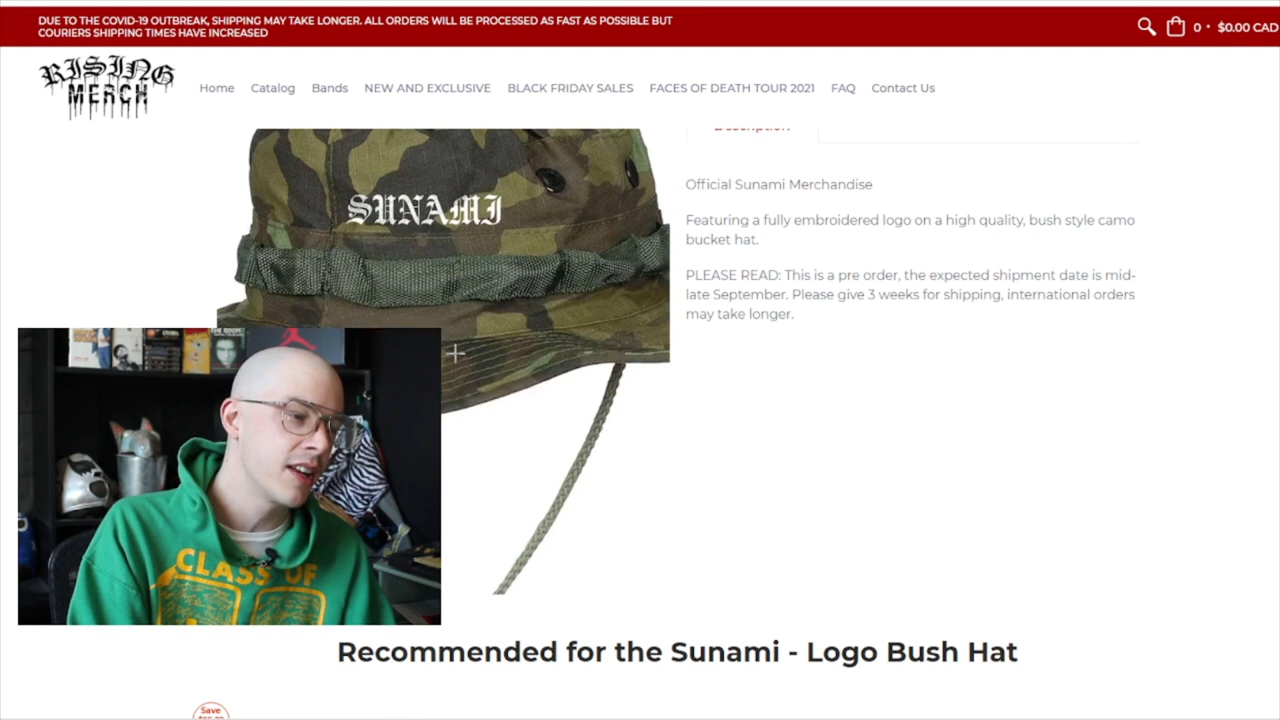 DUE TO THE COVID-19 OUTBREAK, SHIPPING MAY TAKE LONGER. ALL ORDERS WILL BE PROCESSED AS FAST AS POSSIBLE BUT
COURIERS SHIPPING TIMES HAVE INCREASED
0 · $0.00 CAD
RISING
MERCH
Home Catalog Bands NEW AND EXCLUSIVE BLACK FRIDAY SALES FACES OF DEATH TOUR 2021 FAQ Contact Us
Description
SUNAMI
Official Sunami Merchandise
Featuring a fully embroidered logo on a high quality, bush style camo
bucket hat.
PLEASE READ: This is a pre order, the expected shipment date is mid-
late September. Please give 3 weeks for shipping, international orders
may take longer.
THE ROOM
CLASS OF
Recommended for the Sunami - Logo Bush Hat
Save